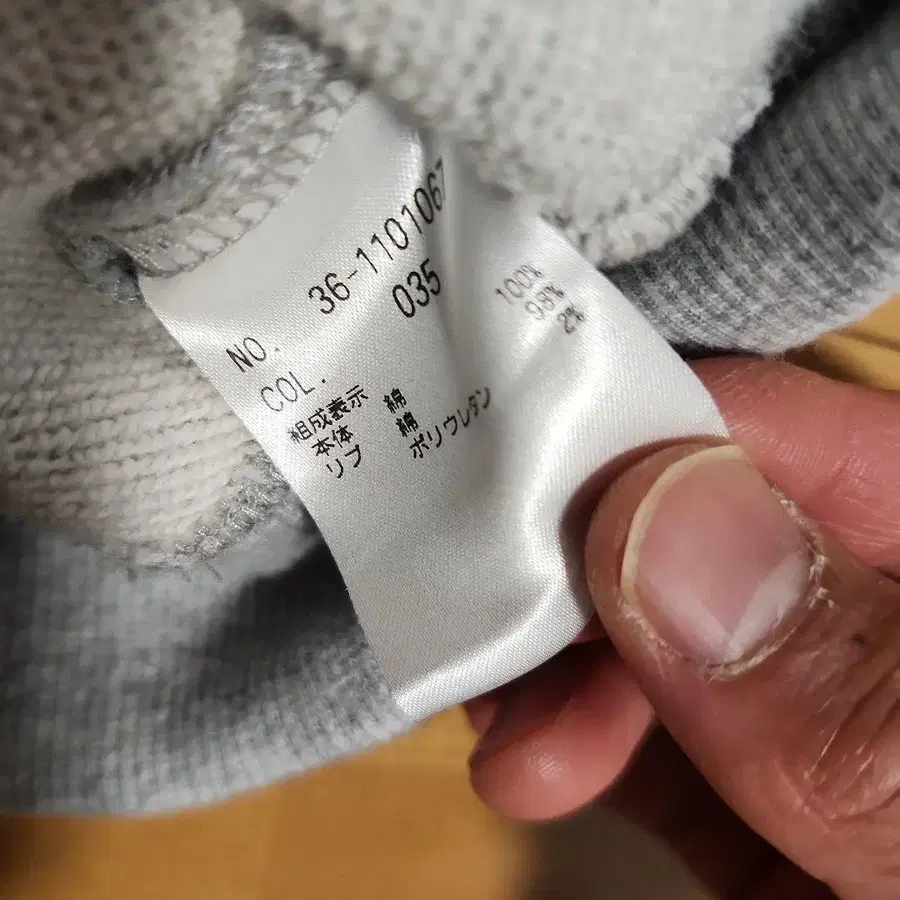 NO. 36-1101067
COL. 035
組成表示
本体 綿 100%
リブ 綿 98%
ポリウレタン 2%